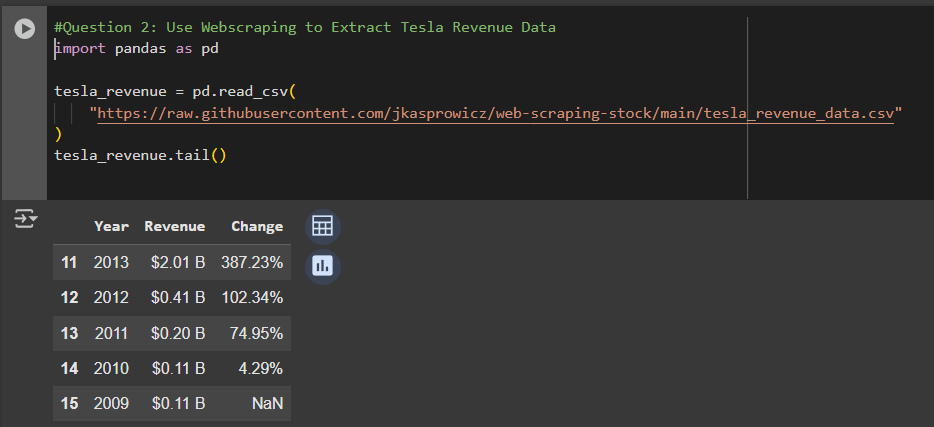 #Question 2: Use Webscraping to Extract Tesla Revenue Data
import pandas as pd
tesla_revenue = pd.read_csv(
"https://raw.githubusercontent.com/jkasprowicz/web-scraping-stock/main/tesla_revenue_data.csv"
)
tesla_revenue.tail()
Year Revenue Change
11 2013 $2.01 B 387.23%
12 2012 $0.41 B 102.34%
13 2011 $0.20 B 74.95%
14 2010 $0.11 B 4.29%
15 2009 $0.11 B NaN